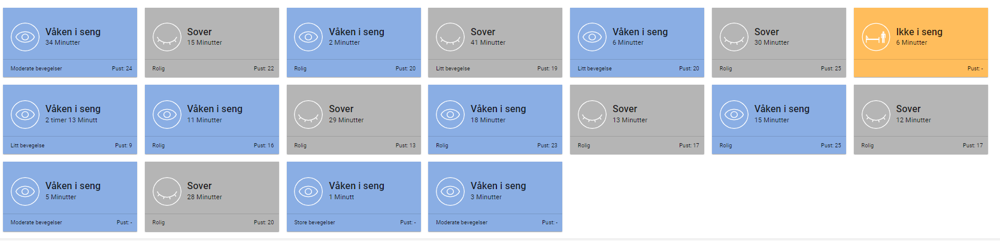 Våken i seng
34 Minutter
Moderate bevegelser Pust: 24
Sover
15 Minutter
Rolig Pust: 22
Våken i seng
2 Minutter
Rolig Pust: 20
Sover
41 Minutter
Litt bevegelse Pust: 19
Våken i seng
6 Minutter
Litt bevegelse Pust: 20
Sover
30 Minutter
Rolig Pust: 25
Ikke i seng
6 Minutter
Pust: -
Våken i seng
2 timer 13 Minutt
Litt bevegelse Pust: 9
Våken i seng
11 Minutter
Rolig Pust: 16
Sover
29 Minutter
Rolig Pust: 13
Våken i seng
18 Minutter
Rolig Pust: 23
Sover
13 Minutter
Rolig Pust: 17
Våken i seng
15 Minutter
Rolig Pust: 25
Sover
12 Minutter
Rolig Pust: 17
Våken i seng
5 Minutter
Moderate bevegelser Pust: -
Sover
28 Minutter
Rolig Pust: 20
Våken i seng
1 Minutt
Store bevegelser Pust: -
Våken i seng
3 Minutter
Moderate bevegelser Pust: -